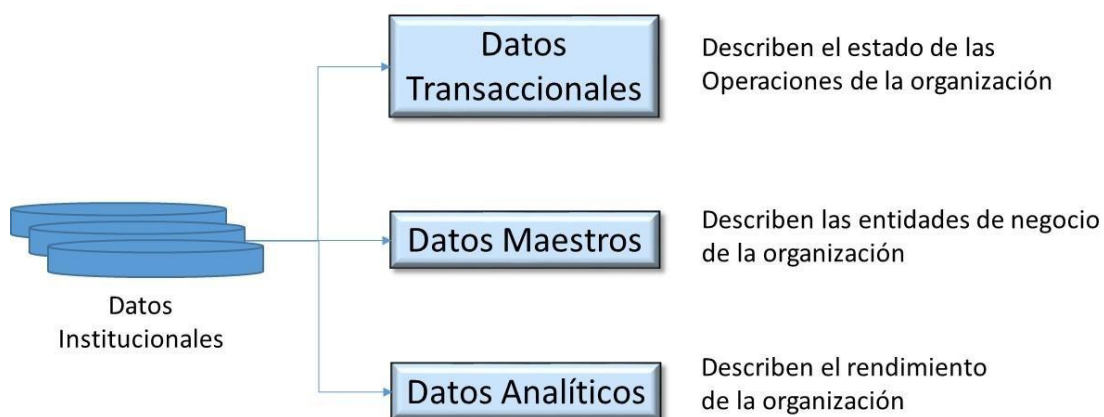 Datos
Transaccionales
Describen el estado de las
Operaciones de la organización
Datos Maestros
Describen las entidades de negocio
de la organización
Datos
Institucionales
Datos Analíticos
Describen el rendimiento
de la organización